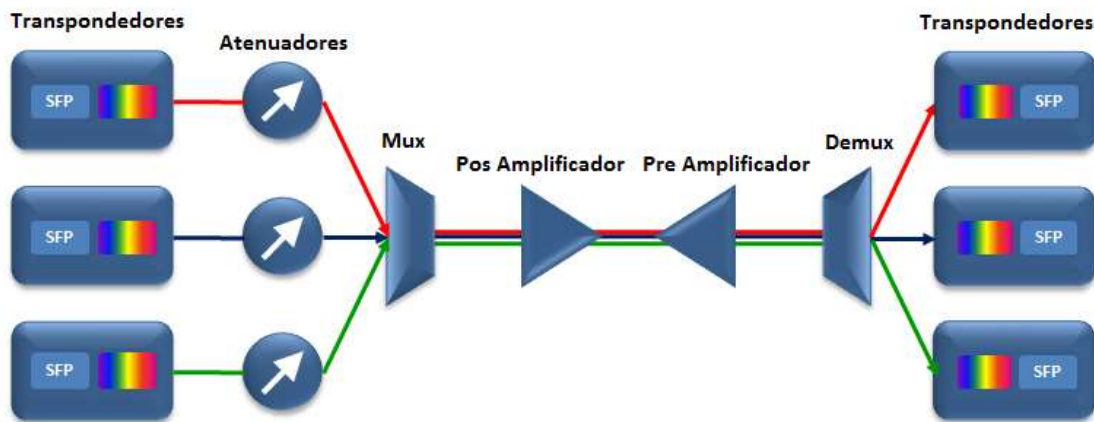 Transpondedores
Atenuadores
Mux
Pos Amplificador
Pre Amplificador
Demux
Transpondedores
SFP
SFP
SFP
SFP
SFP
SFP